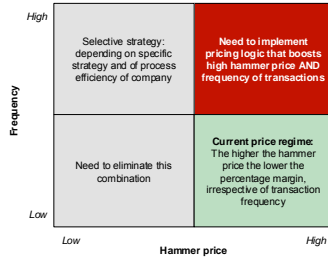 High
Selective strategy:
depending on specific
strategy and of process
efficiency of company
Need to implement
pricing logic that boosts
high hammer price AND
frequency of transactions
Frequency
Need to eliminate this
combination
Current price regime:
The higher the hammer
price the lower the
percentage margin,
irrespective of transaction
frequency
Low
Low
High
Hammer price